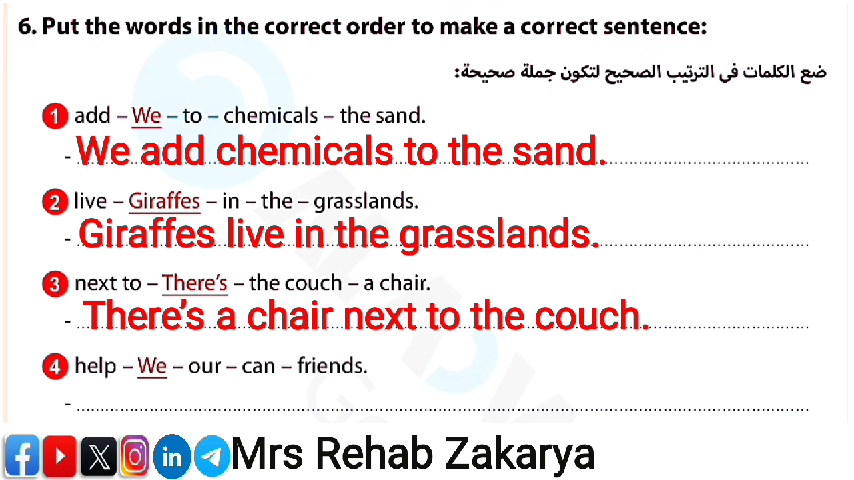 6. Put the words in the correct order to make a correct sentence:
ضع الكلمات في الترتيب الصحيح لتكون جملة صحيحة:
1 add – We – to – chemicals – the sand.
- We add chemicals to the sand.
2 live – Giraffes – in – the – grasslands.
- Giraffes live in the grasslands.
3 next to – There's – the couch – a chair.
- There's a chair next to the couch.
4 help – We – our – can – friends.
-
Mrs Rehab Zakarya